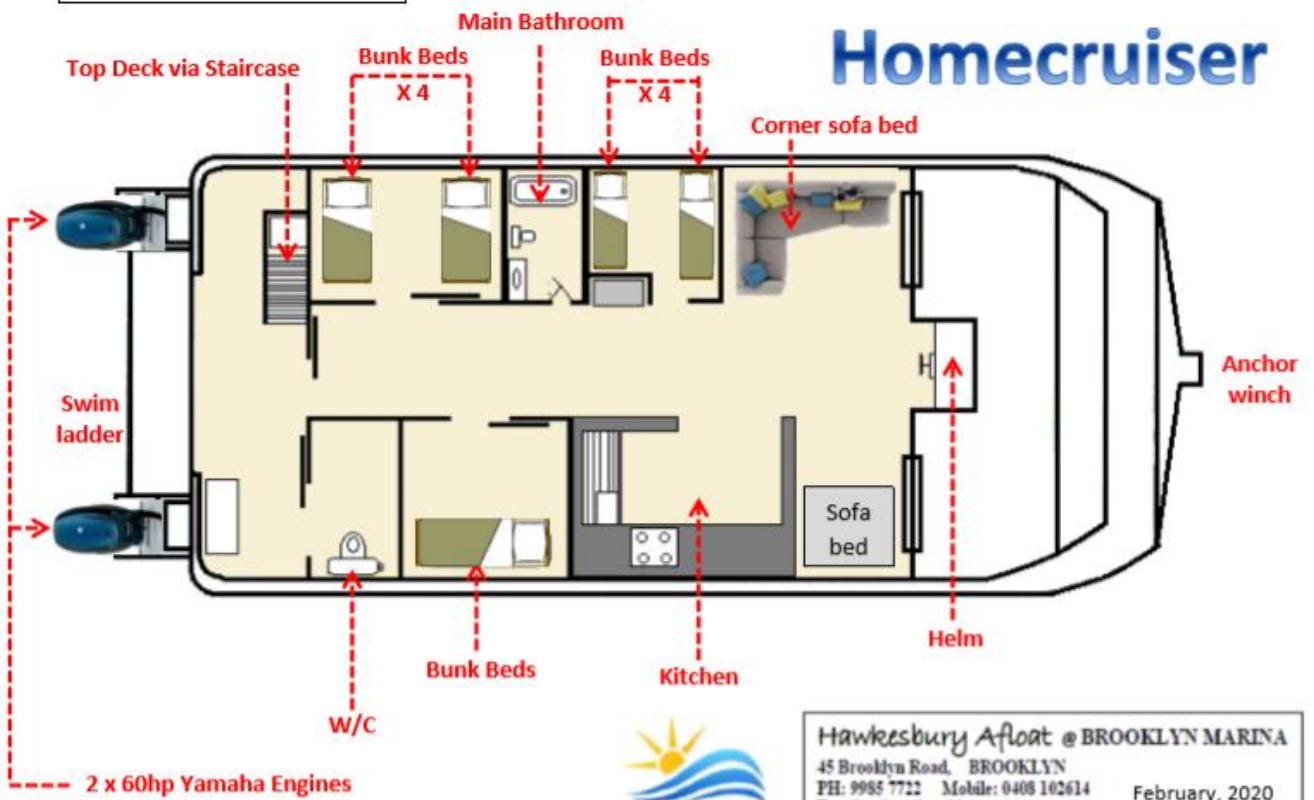 Homecruiser
Main Bathroom
Top Deck via Staircase
Bunk Beds
X 4
Bunk Beds
X 4
Corner sofa bed
Swim
ladder
Anchor
winch
Sofa
bed
Helm
Bunk Beds
Kitchen
W/C
2 x 60hp Yamaha Engines
Hawkesbury Afloat @ BROOKLYN MARINA
45 Brooklyn Road, BROOKLYN
PH: 9985 7722 Mobile: 0408 102614
February, 2020